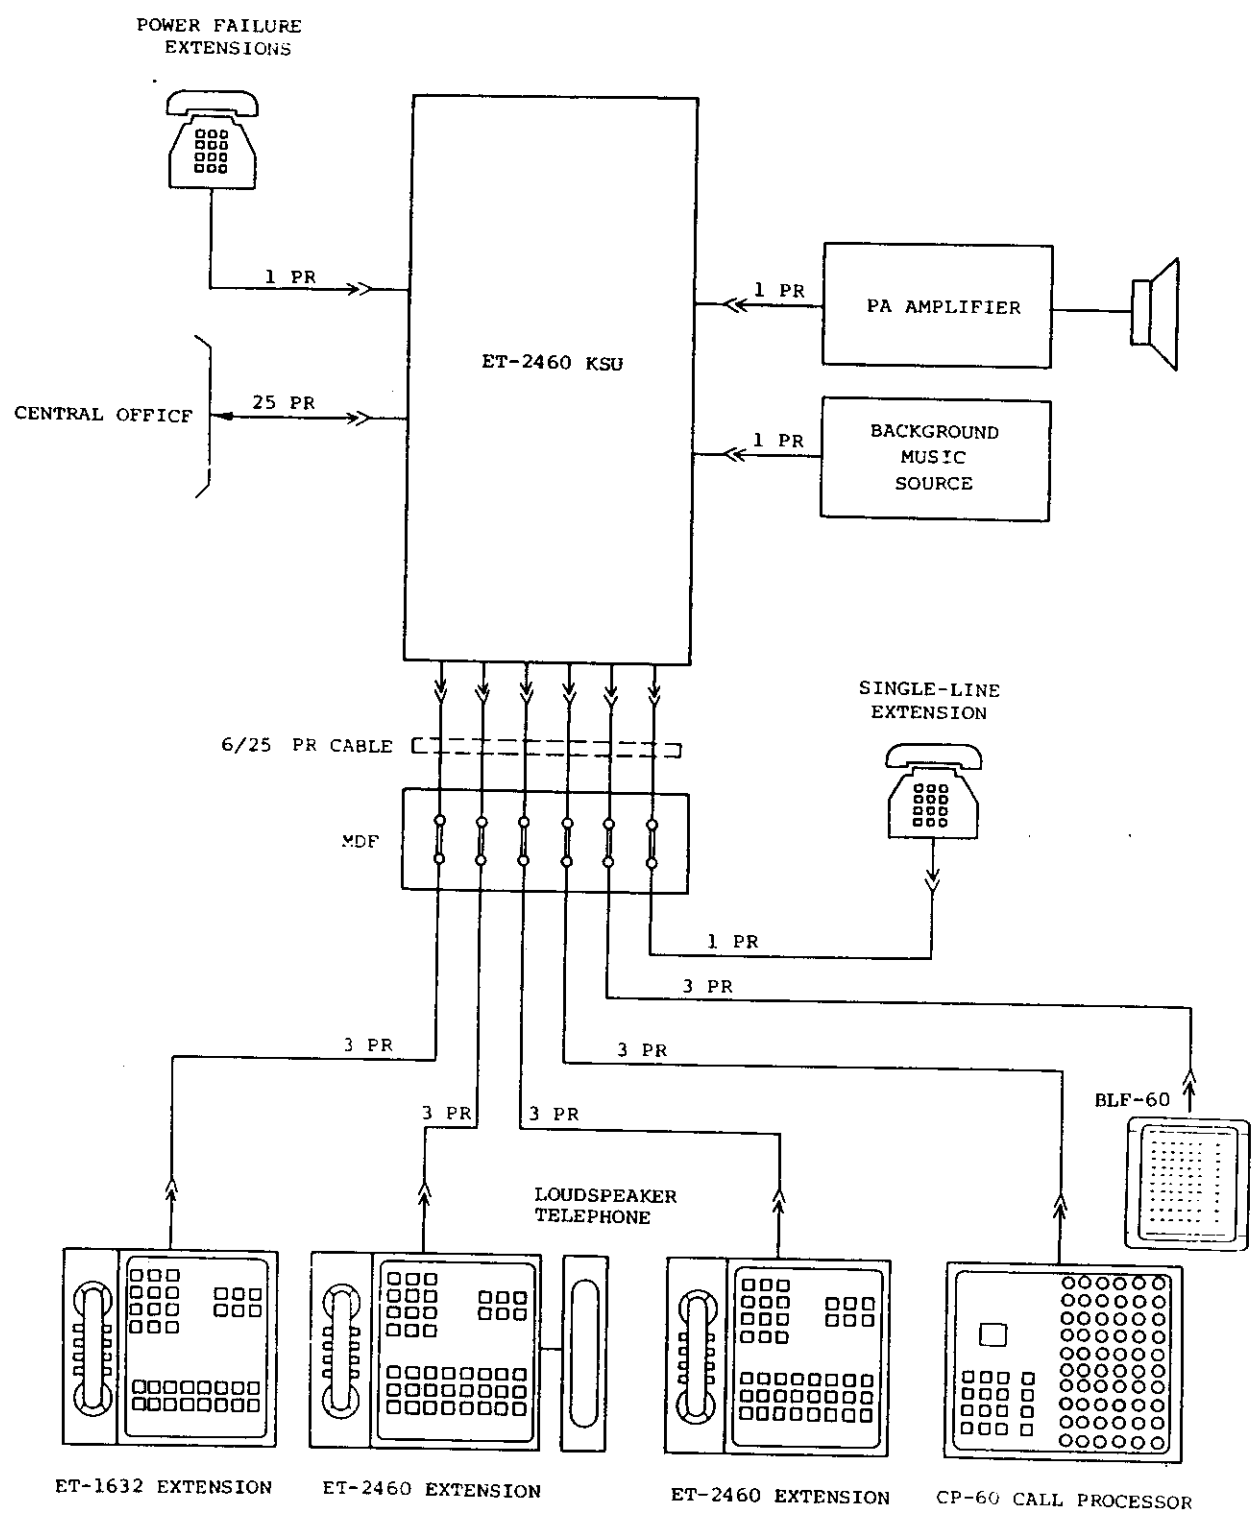 POWER FAILURE
EXTENSIONS
1 PR
1 PR
PA AMPLIFIER
ET-2460 KSU
CENTRAL OFFICF
25 PR
1 PR
BACKGROUND
MUSIC
SOURCE
SINGLE-LINE
EXTENSION
6/25 PR CABLE
MDF
1 PR
3 PR
3 PR
3 PR
BLF-60
3 PR
3 PR
LOUDSPEAKER
TELEPHONE
ET-1632 EXTENSION
ET-2460 EXTENSION
ET-2460 EXTENSION
CP-60 CALL PROCESSOR